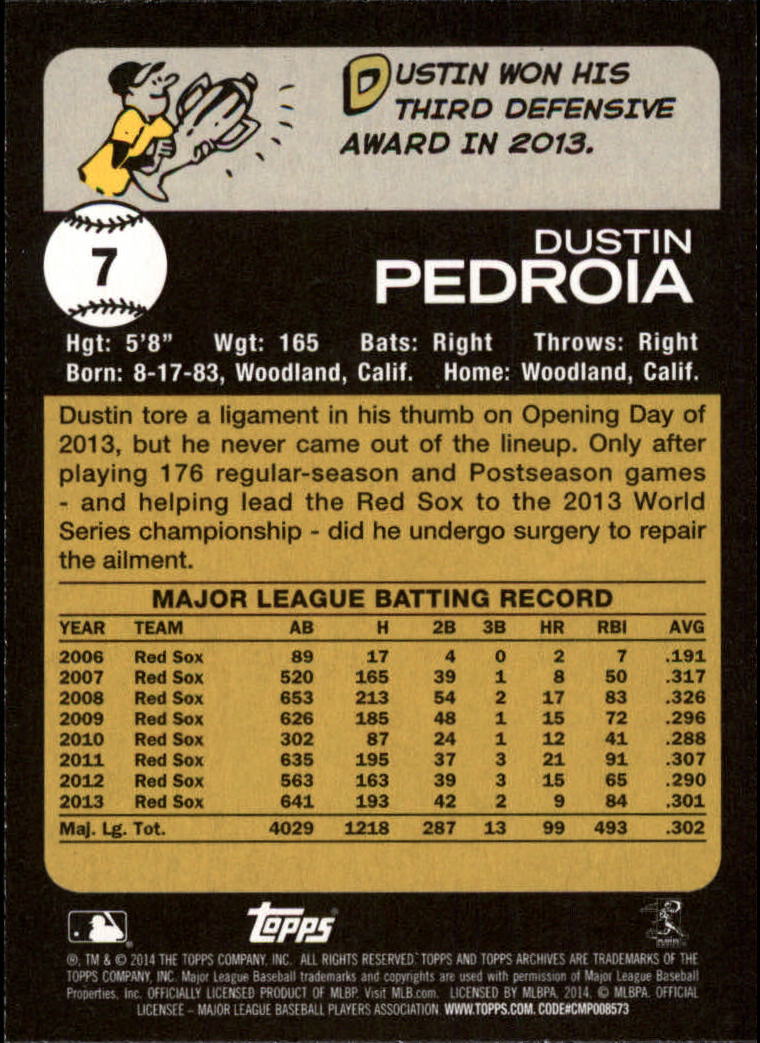 DUSTIN WON HIS
THIRD DEFENSIVE
AWARD IN 2013.
7
DUSTIN
PEDROIA
Hgt: 5'8" Wgt: 165 Bats: Right Throws: Right
Born: 8-17-83, Woodland, Calif. Home: Woodland, Calif.
Dustin tore a ligament in his thumb on Opening Day of
2013, but he never came out of the lineup. Only after
playing 176 regular-season and Postseason games
- and helping lead the Red Sox to the 2013 World
Series championship - did he undergo surgery to repair
the ailment.
MAJOR LEAGUE BATTING RECORD
YEAR TEAM AB H 2B 3B HR RBI AVG
2006 Red Sox 89 17 4 0 2 7 .191
2007 Red Sox 520 165 39 1 8 50 .317
2008 Red Sox 653 213 54 2 17 83 .326
2009 Red Sox 626 185 48 1 15 72 .296
2010 Red Sox 302 87 24 1 12 41 .288
2011 Red Sox 635 195 37 3 21 91 .307
2012 Red Sox 563 163 39 3 15 65 .290
2013 Red Sox 641 193 42 2 9 84 .301
Maj. Lg. Tot. 4029 1218 287 13 99 493 .302
Topps
®, TM & © 2014 THE TOPPS COMPANY, INC. ALL RIGHTS RESERVED. TOPPS AND TOPPS ARCHIVES ARE TRADEMARKS OF THE
TOPPS COMPANY, INC. Major League Baseball trademarks and copyrights are used with permission of Major League Baseball
Properties, Inc. OFFICIALLY LICENSED PRODUCT OF MLBP. Visit MLB.com. LICENSED BY MLBPA, 2014. © MLBPA. OFFICIAL
LICENSEE – MAJOR LEAGUE BASEBALL PLAYERS ASSOCIATION. WWW.TOPPS.COM. CODE#CMP008573